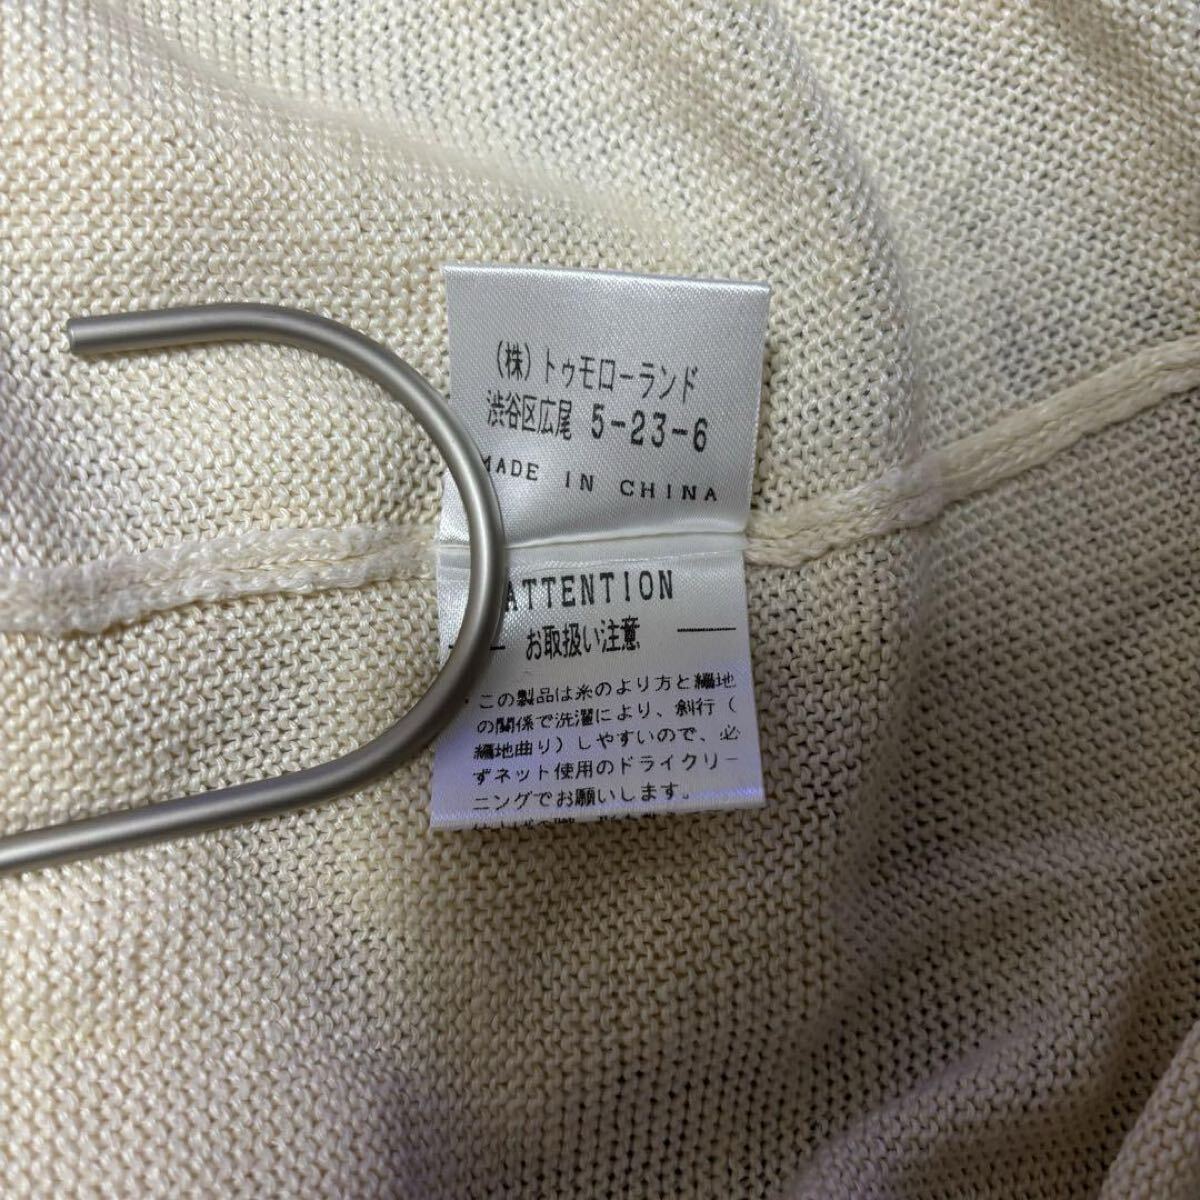 (株)トゥモローランド
渋谷区広尾 5-23-6
MADE IN CHINA
ATTENTION
お取扱い注意
・この製品は糸のより方と編地
の関係で洗濯により、斜行(
編地曲り)しやすいので、必
ずネット使用のドライクリー
ニングでお願いします。